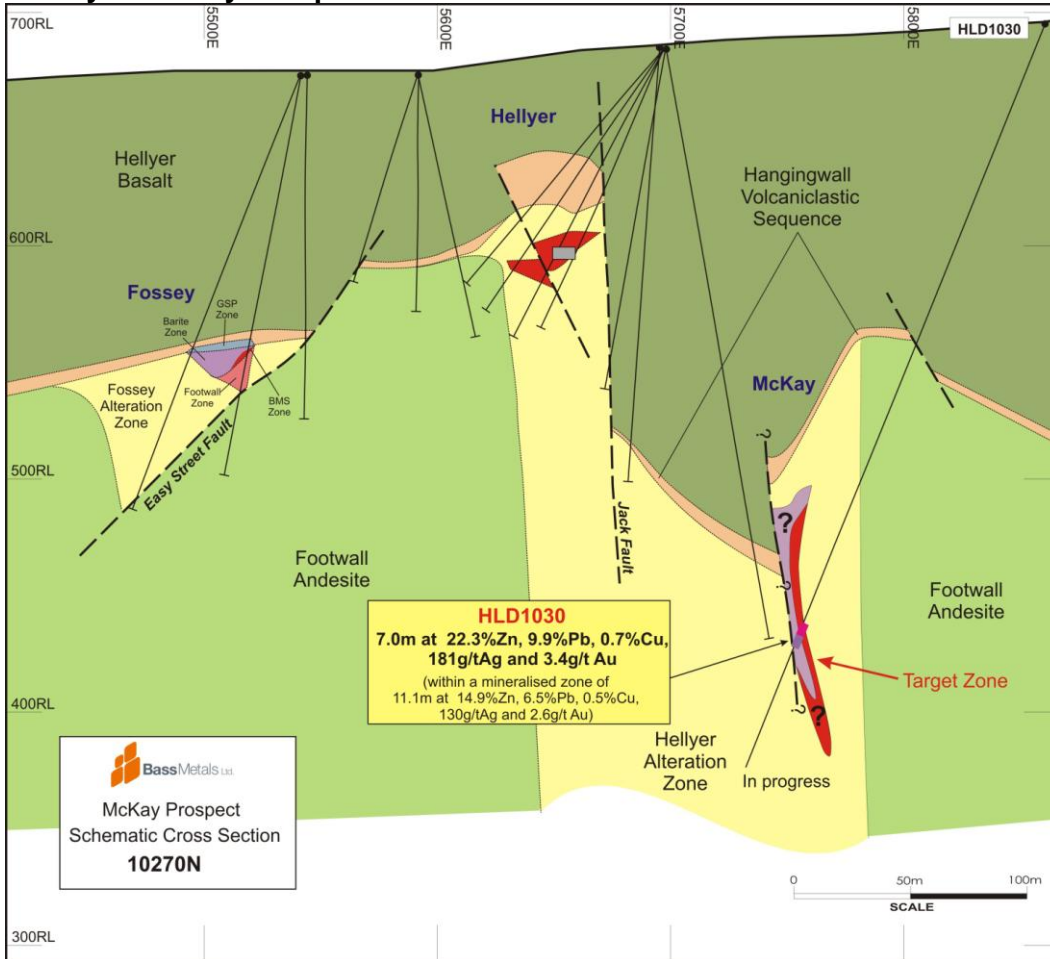 700RL
5500E
5600E
5700E
5800E
HLD1030
Hellyer
Hellyer
Basalt
Hangingwall
Volcaniclastic
Sequence
600RL
Fossey
GSP
Zone
Barite
Zone
Fossey
Alteration
Zone
Footwall
Zone
BMS
Zone
McKay
?
Easy Street Fault
500RL
Jack Fault
?
?
Footwall
Andesite
Footwall
Andesite
HLD1030
7.0m at 22.3%Zn, 9.9%Pb, 0.7%Cu,
181g/tAg and 3.4g/t Au
(within a mineralised zone of
11.1m at 14.9%Zn, 6.5%Pb, 0.5%Cu,
130g/tAg and 2.6g/t Au)
Target Zone
400RL
?
?
Hellyer
Alteration
Zone
In progress
BassMetals Ltd.
McKay Prospect
Schematic Cross Section
10270N
0 50m 100m
SCALE
300RL